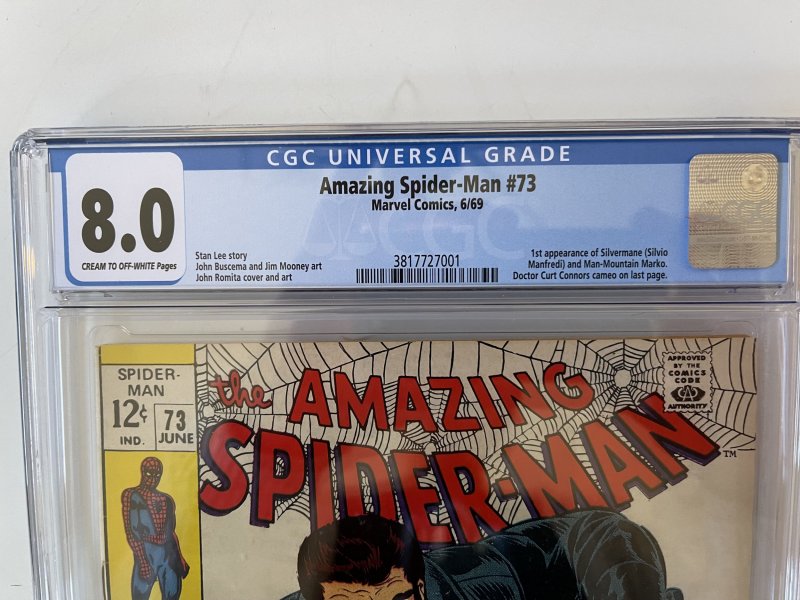 CGC UNIVERSAL GRADE
8.0
CREAM TO OFF-WHITE Pages
Amazing Spider-Man #73
Marvel Comics, 6/69
Stan Lee story
John Buscema and Jim Mooney art
John Romita cover and art
3817727001
1st appearance of Silvermane (Silvio
Manfredi) and Man-Mountain Marko.
Doctor Curt Connors cameo on last page.
CGC
SPIDER-
MAN
12¢
IND.
73
JUNE
the AMAZING
SPIDER-MAN
TM
APPROVED
BY THE
COMICS
CODE
CA
AUTHORITY